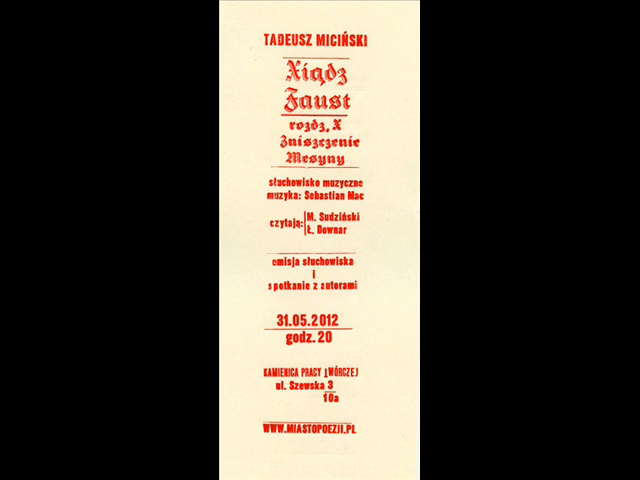 TADEUSZ MICIŃSKI
Xiądz
Faust
rozdz. X
Zniszczenie
Mesyny
słuchowisko muzyczne
muzyka: Sebastian Mac
czytają: M. Sudziński
Ł. Downar
emisja słuchowiska
i
spotkanie z autorami
31.05.2012
godz. 20
KAMIENICA PRACY TWÓRCZEJ
ul. Szewska 3
10a
WWW.MIASTOPOEZJI.PL